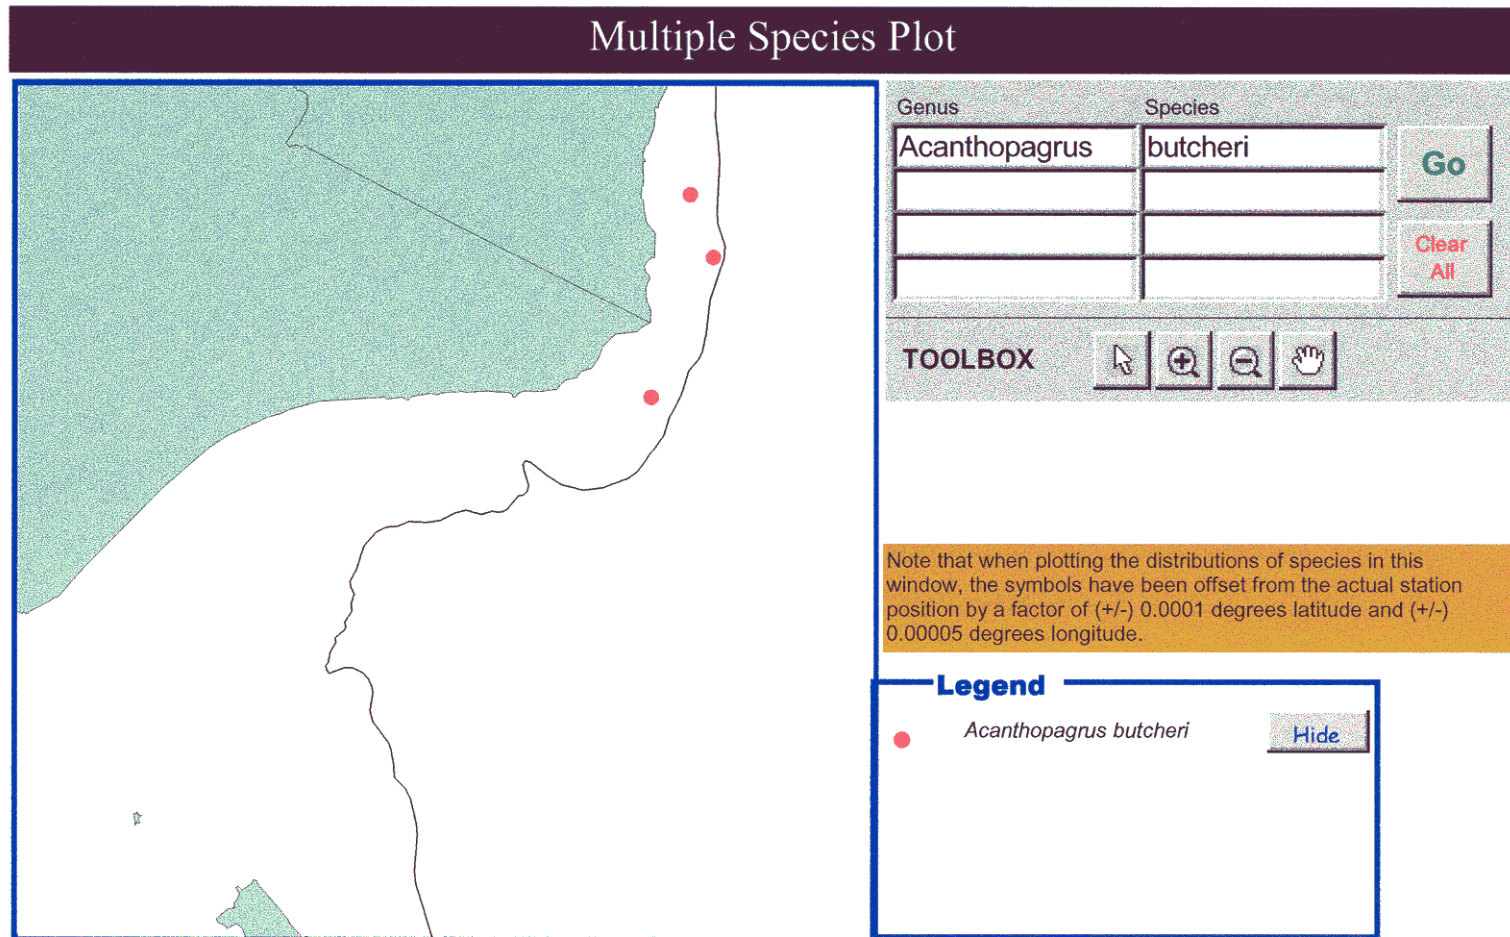 Multiple Species Plot
Genus Species
Acanthopagrus butcheri
Go
Clear
All
TOOLBOX
Note that when plotting the distributions of species in this
window, the symbols have been offset from the actual station
position by a factor of (+/-) 0.0001 degrees latitude and (+/-)
0.00005 degrees longitude.
Legend
Acanthopagrus butcheri
Hide